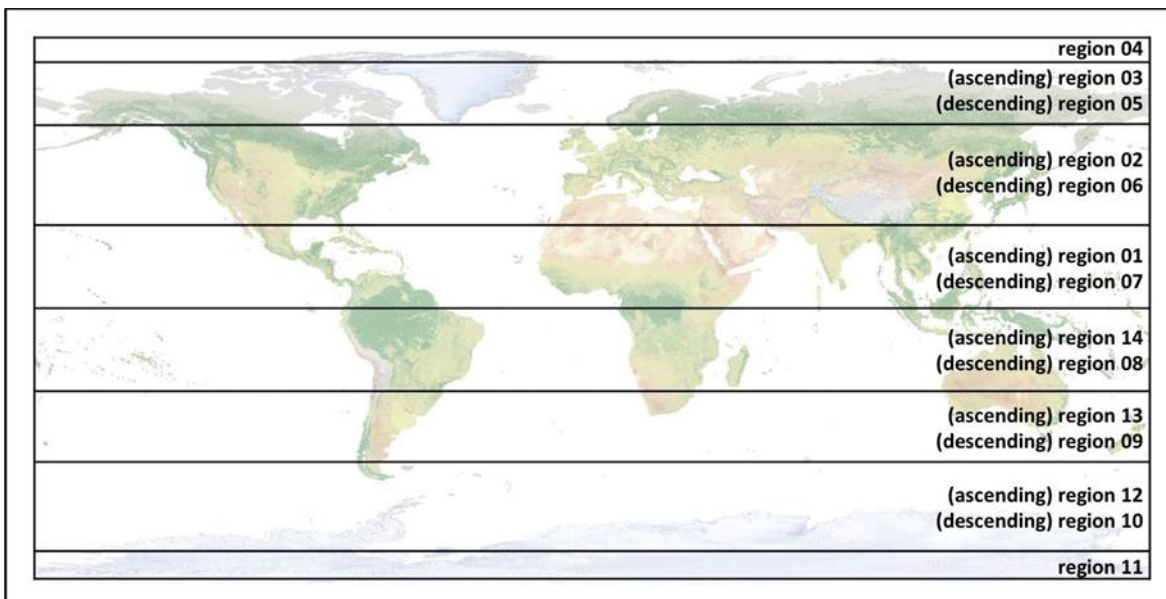 region 04
(ascending) region 03
(descending) region 05
(ascending) region 02
(descending) region 06
(ascending) region 01
(descending) region 07
(ascending) region 14
(descending) region 08
(ascending) region 13
(descending) region 09
(ascending) region 12
(descending) region 10
region 11